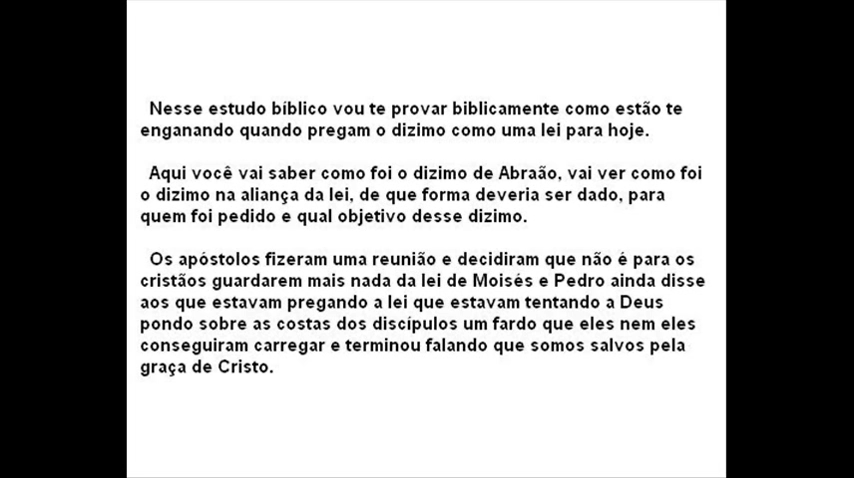 Nesse estudo bíblico vou te provar biblicamente como estão te
enganando quando pregam o dizimo como uma lei para hoje.
Aqui você vai saber como foi o dizimo de Abraão, vai ver como foi
o dizimo na aliança da lei, de que forma deveria ser dado, para
quem foi pedido e qual objetivo desse dizimo.
Os apóstolos fizeram uma reunião e decidiram que não é para os
cristãos guardarem mais nada da lei de Moisés e Pedro ainda disse
aos que estavam pregando a lei que estavam tentando a Deus
pondo sobre as costas dos discípulos um fardo que eles nem eles
conseguiram carregar e terminou falando que somos salvos pela
graça de Cristo.